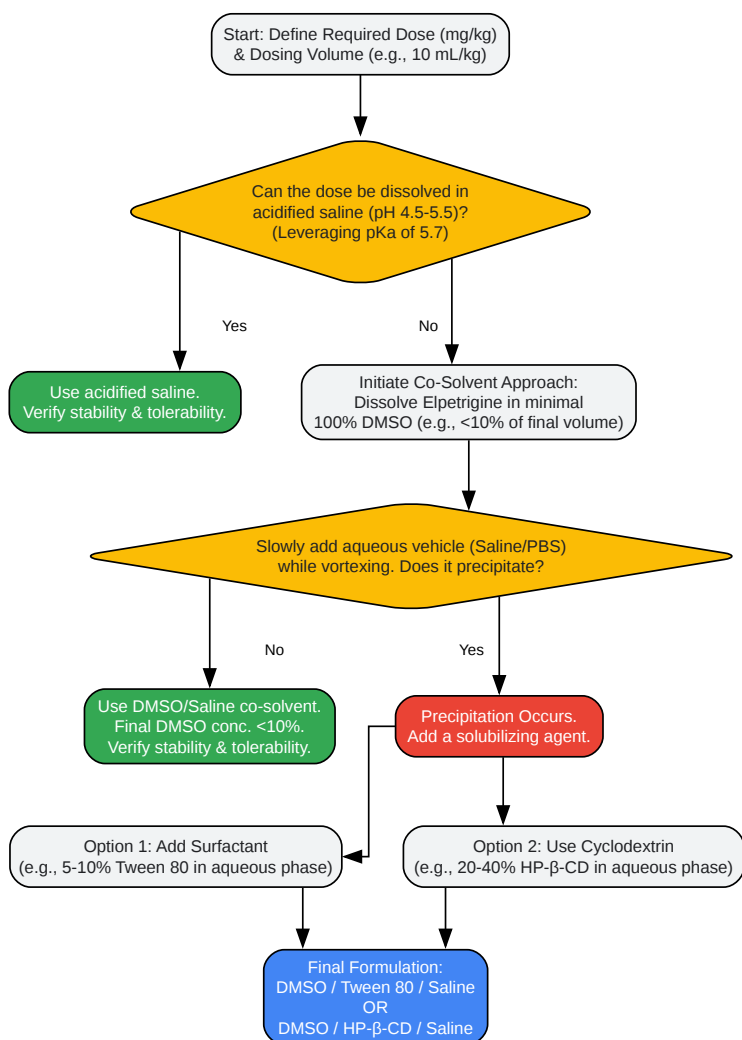 Start: Define Required Dose (mg/kg)
& Dosing Volume (e.g., 10 mL/kg)
Can the dose be dissolved in
acidified saline (pH 4.5-5.5)?
(Leveraging pKa of 5.7)
Yes
No
Use acidified saline.
Verify stability & tolerability.
Initiate Co-Solvent Approach:
Dissolve Elpetrigine in minimal
100% DMSO (e.g., <10% of final volume)
Slowly add aqueous vehicle (Saline/PBS)
while vortexing. Does it precipitate?
No
Yes
Use DMSO/Saline co-solvent.
Final DMSO conc. <10%.
Verify stability & tolerability.
Precipitation Occurs.
Add a solubilizing agent.
Option 1: Add Surfactant
(e.g., 5-10% Tween 80 in aqueous phase)
Option 2: Use Cyclodextrin
(e.g., 20-40% HP-β-CD in aqueous phase)
Final Formulation:
DMSO / Tween 80 / Saline
OR
DMSO / HP-β-CD / Saline